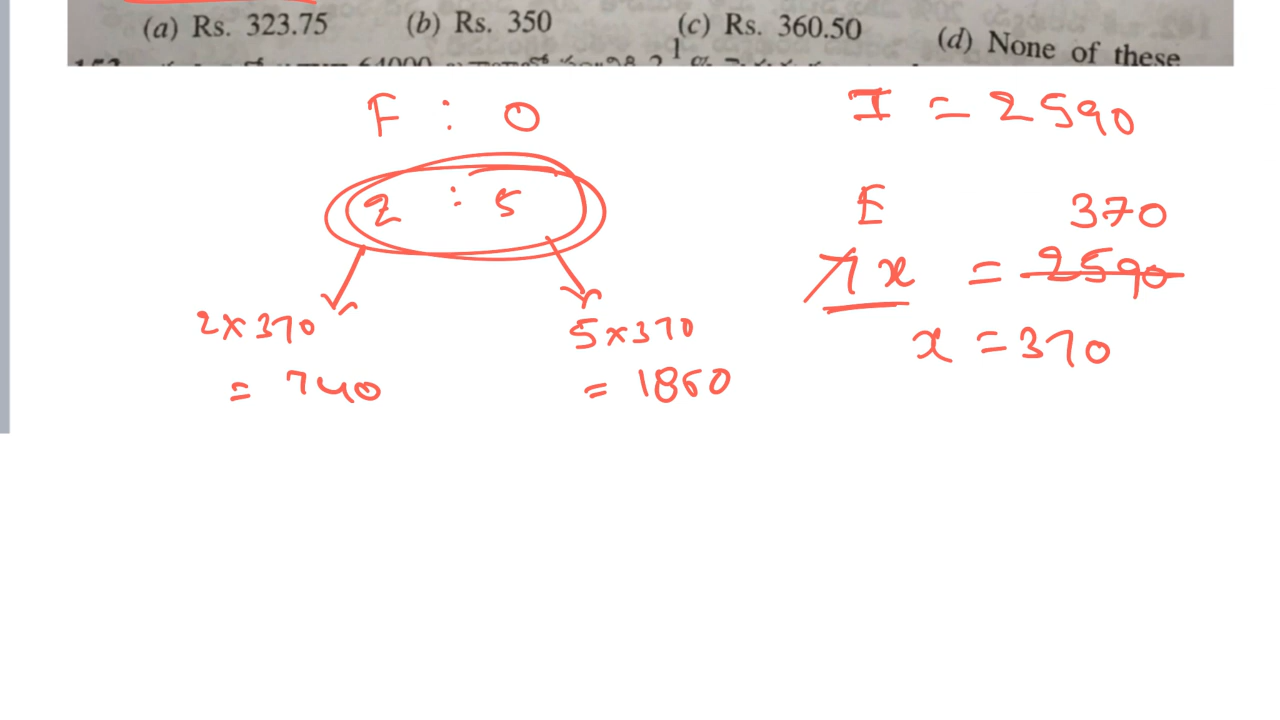 (a) Rs. 323.75 (b) Rs. 350 (c) Rs. 360.50 (d) None of these
F : O
I = 2590
2 : 5
E 370
7x = 2590
x = 370
2 x 370 5 x 370
= 740 = 1860